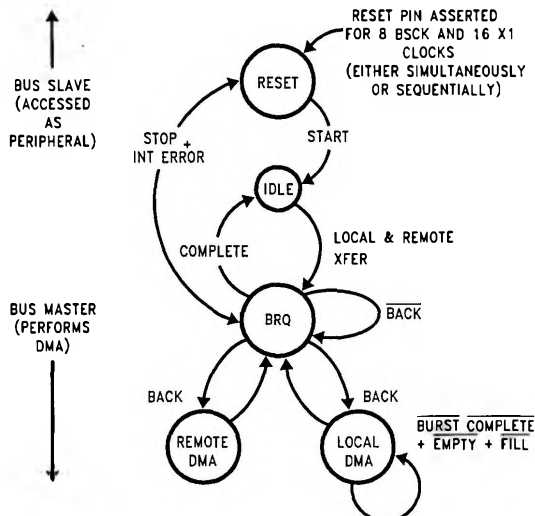 RESET PIN ASSERTED
FOR 8 BSCK AND 16 X1
CLOCKS
(EITHER SIMULTANEOUSLY
OR SEQUENTIALLY)
BUS SLAVE
(ACCESSED
AS
PERIPHERAL)
RESET
STOP +
INT ERROR
START
IDLE
COMPLETE
LOCAL & REMOTE
XFER
BUS MASTER
(PERFORMS
DMA)
BRQ
BACK
BACK
BACK
REMOTE
DMA
LOCAL
DMA
BURST COMPLETE
+ EMPTY + FILL